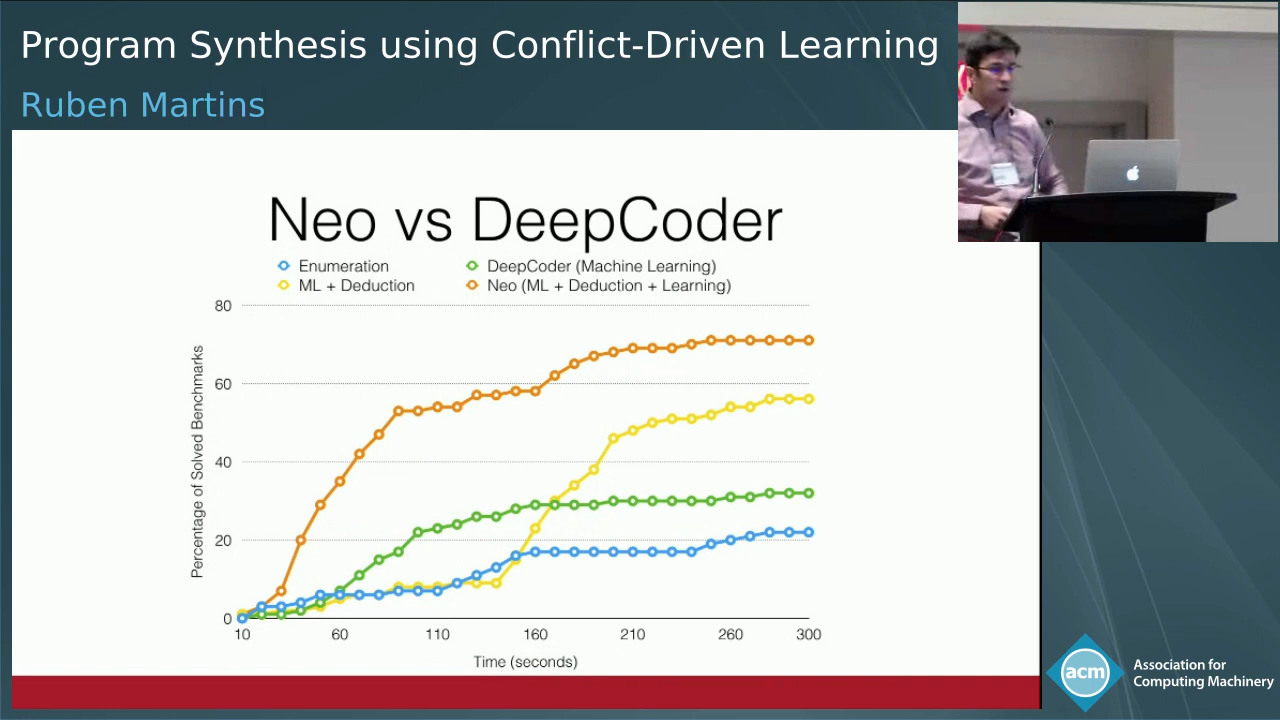 Program Synthesis using Conflict-Driven Learning
Ruben Martins
Neo vs DeepCoder
Enumeration
DeepCoder (Machine Learning)
ML + Deduction
Neo (ML + Deduction + Learning)
Percentage of Solved Benchmarks
80
60
40
20
0
10 60 110 160 210 260 300
Time (seconds)
acm
Association for
Computing Machinery